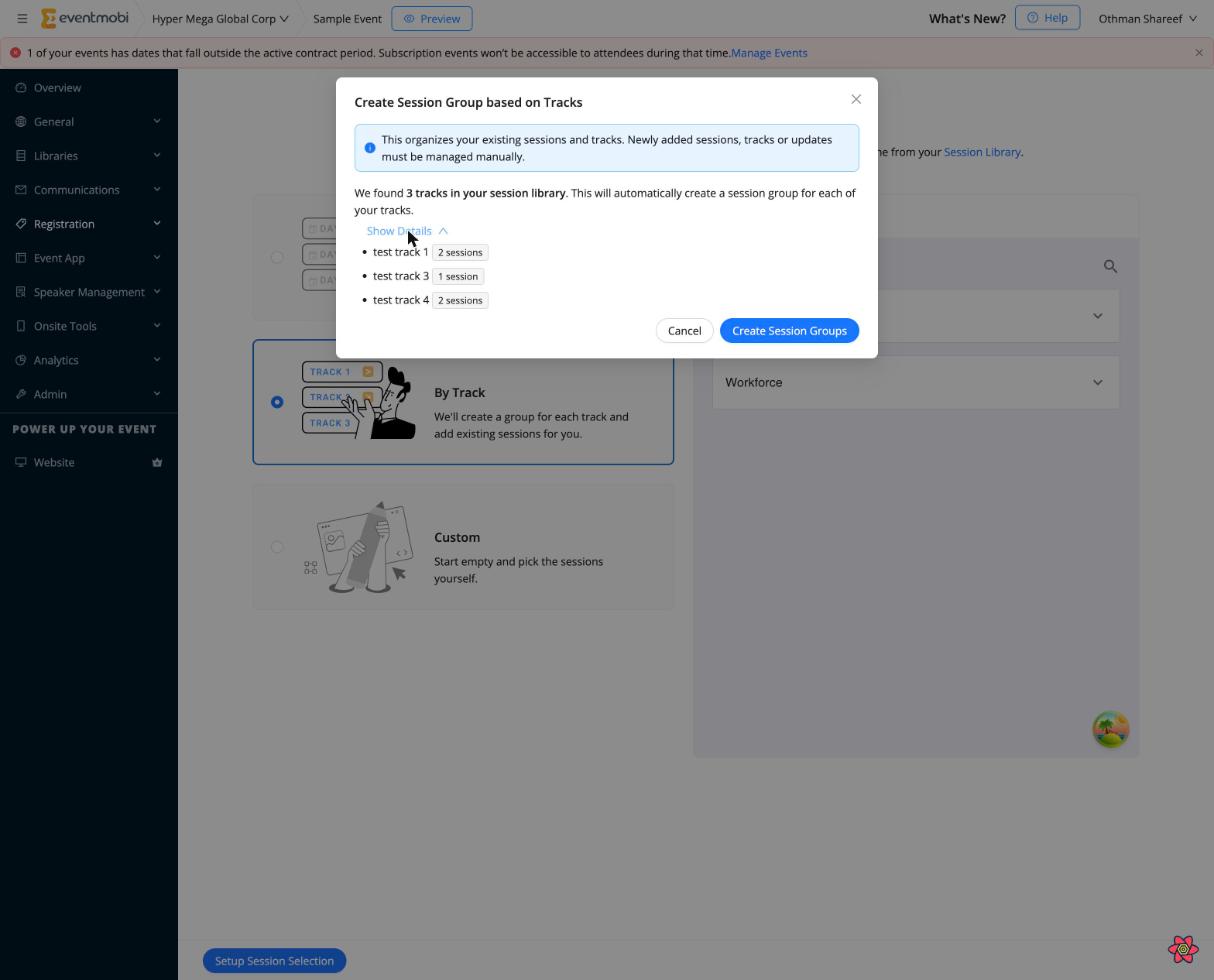 eventmobi
Hyper Mega Global Corp
Sample Event
Preview
What's New?
Help
Othman Shareef
1 of your events has dates that fall outside the active contract period. Subscription events won't be accessible to attendees during that time.Manage Events
Overview
General
Libraries
Communications
Registration
Event App
Speaker Management
Onsite Tools
Analytics
Admin
POWER UP YOUR EVENT
Website
Create Session Group based on Tracks
This organizes your existing sessions and tracks. Newly added sessions, tracks or updates
must be managed manually.
We found 3 tracks in your session library. This will automatically create a session group for each of
your tracks.
Show Details
• test track 1 2 sessions
• test track 3 1 session
• test track 4 2 sessions
Cancel
Create Session Groups
from your Session Library.
Workforce
TRACK 1
TRACK
TRACK 3
By Track
We'll create a group for each track and
add existing sessions for you.
Custom
Start empty and pick the sessions
yourself.
Setup Session Selection